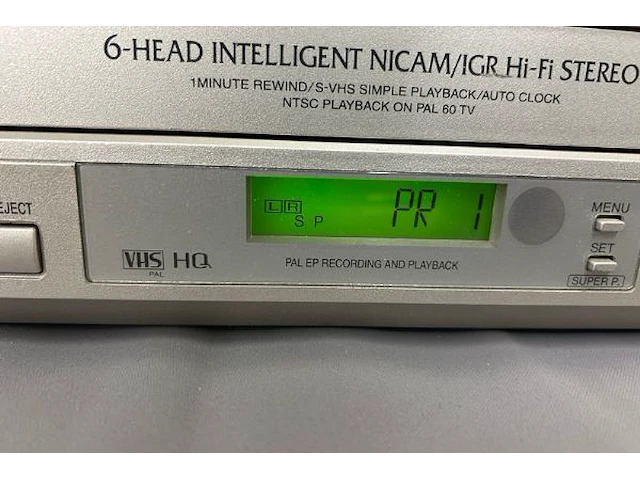 6-HEAD INTELLIGENT NICAM/IGR Hi-Fi STEREO
1MINUTE REWIND/S-VHS SIMPLE PLAYBACK/AUTO CLOCK
NTSC PLAYBACK ON PAL 60 TV
EJECT
L R
SP
PR 1
MENU
SET
SUPER P.
VHS
PAL
HQ
PAL EP RECORDING AND PLAYBACK